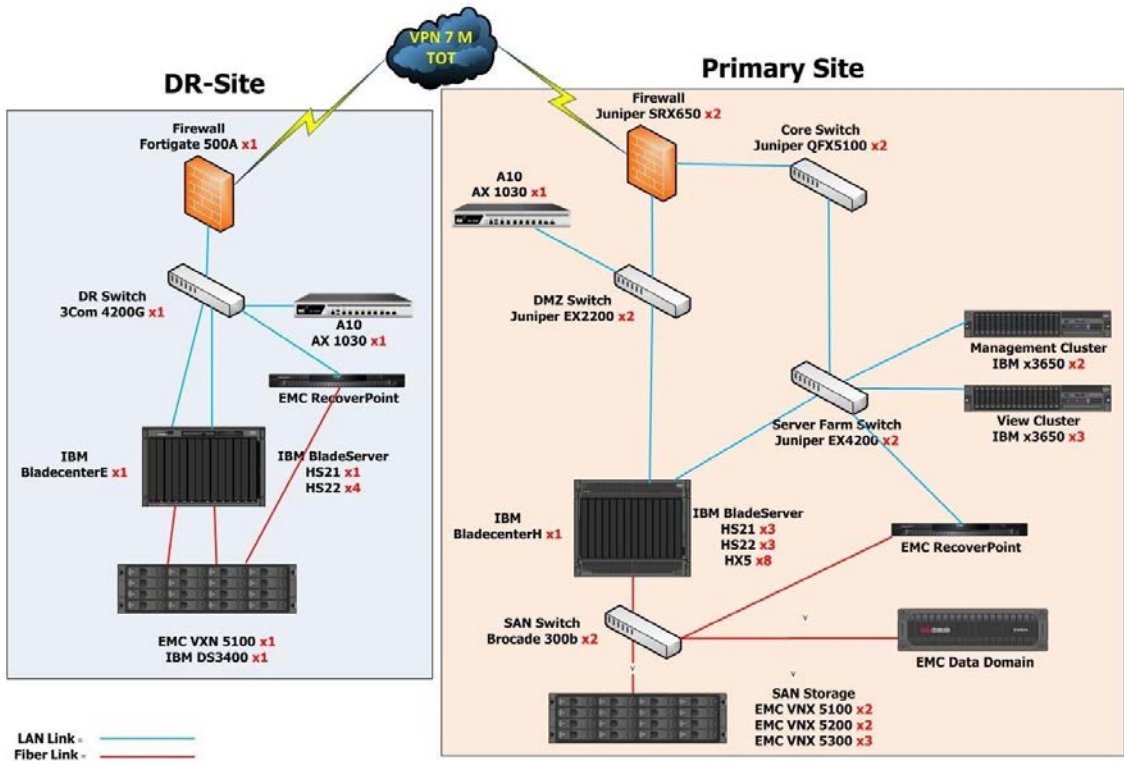 VPN 7 M
TOT
DR-Site
Firewall
Fortigate 500A x1
DR Switch
3Com 4200G x1
A10
AX 1030 x1
EMC RecoverPoint
IBM
BladecenterE x1
IBM BladeServer
HS21 x1
HS22 x4
EMC VXN 5100 x1
IBM DS3400 x1
LAN Link =
Fiber Link =
Primary Site
Firewall
Juniper SRX650 x2
Core Switch
Juniper QFX5100 x2
A10
AX 1030 x1
DMZ Switch
Juniper EX2200 x2
Management Cluster
IBM x3650 x2
View Cluster
IBM x3650 x3
Server Farm Switch
Juniper EX4200 x2
IBM
BladecenterH x1
IBM BladeServer
HS21 x3
HS22 x3
HX5 x8
EMC RecoverPoint
SAN Switch
Brocade 300b x2
v
v
v
EMC Data Domain
SAN Storage
EMC VNX 5100 x2
EMC VNX 5200 x2
EMC VNX 5300 x3